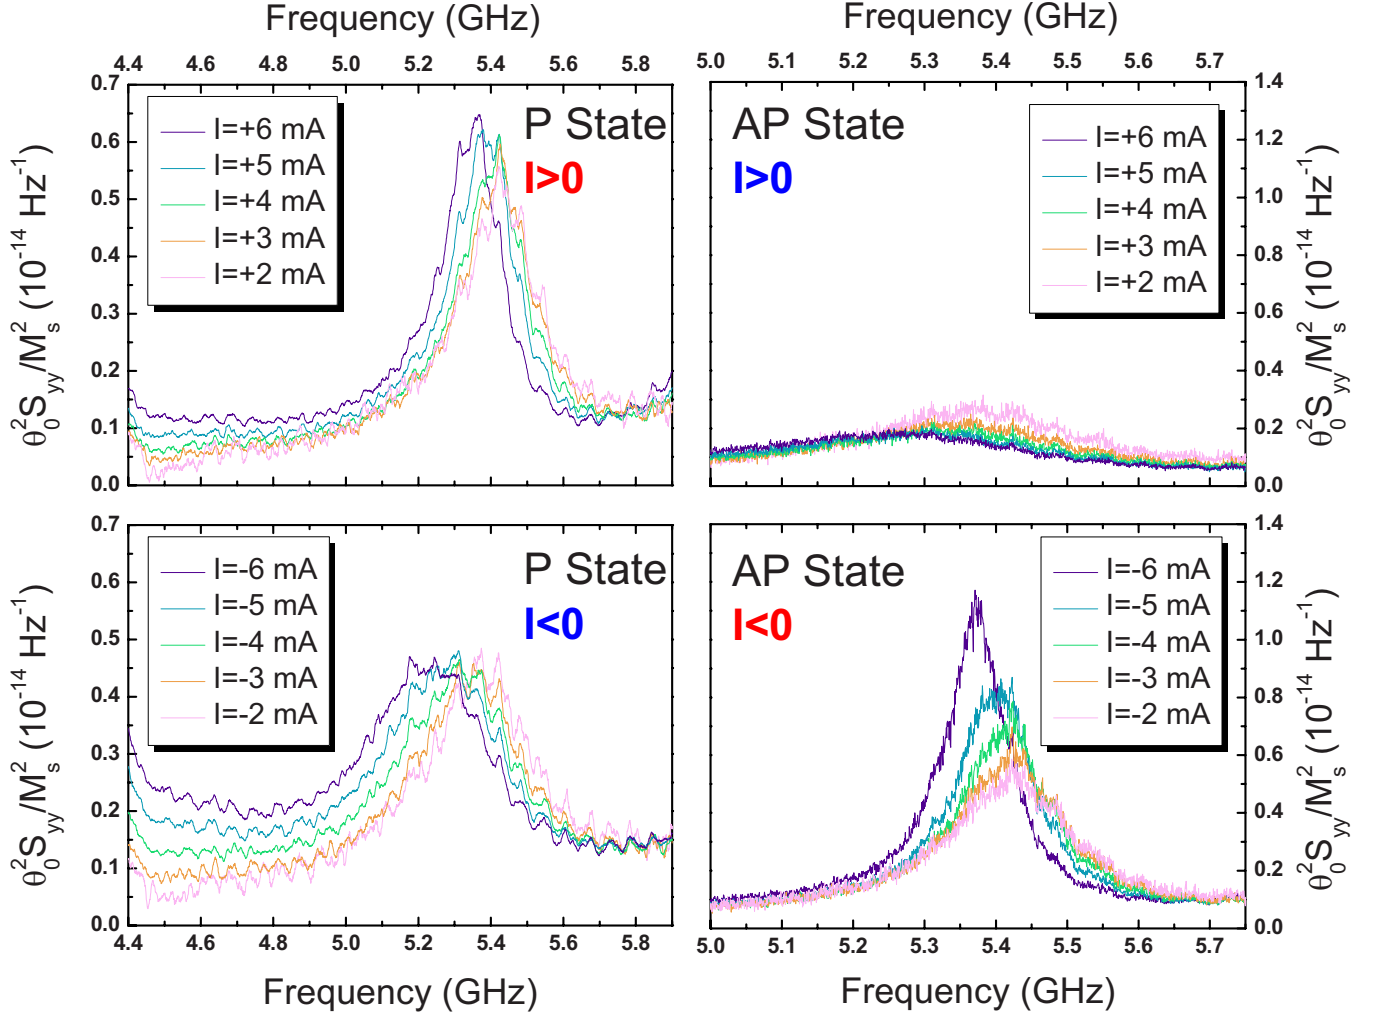 Frequency (GHz)
4.4 4.6 4.8 5.0 5.2 5.4 5.6 5.8
0.7
0.6
0.5
0.4
0.3
0.2
0.1
0.0
θ₀²S_yy/M_s² (10⁻¹⁴ Hz⁻¹)
I=+6 mA
I=+5 mA
I=+4 mA
I=+3 mA
I=+2 mA
P State
I>0
Frequency (GHz)
5.0 5.1 5.2 5.3 5.4 5.5 5.6 5.7
AP State
I>0
I=+6 mA
I=+5 mA
I=+4 mA
I=+3 mA
I=+2 mA
1.4
1.2
1.0
0.8
0.6
0.4
0.2
0.0
θ₀²S_yy/M_s² (10⁻¹⁴ Hz⁻¹)
0.7
0.6
0.5
0.4
0.3
0.2
0.1
0.0
θ₀²S_yy/M_s² (10⁻¹⁴ Hz⁻¹)
I=-6 mA
I=-5 mA
I=-4 mA
I=-3 mA
I=-2 mA
P State
I<0
4.4 4.6 4.8 5.0 5.2 5.4 5.6 5.8
Frequency (GHz)
AP State
I<0
I=-6 mA
I=-5 mA
I=-4 mA
I=-3 mA
I=-2 mA
1.4
1.2
1.0
0.8
0.6
0.4
0.2
0.0
θ₀²S_yy/M_s² (10⁻¹⁴ Hz⁻¹)
5.0 5.1 5.2 5.3 5.4 5.5 5.6 5.7
Frequency (GHz)